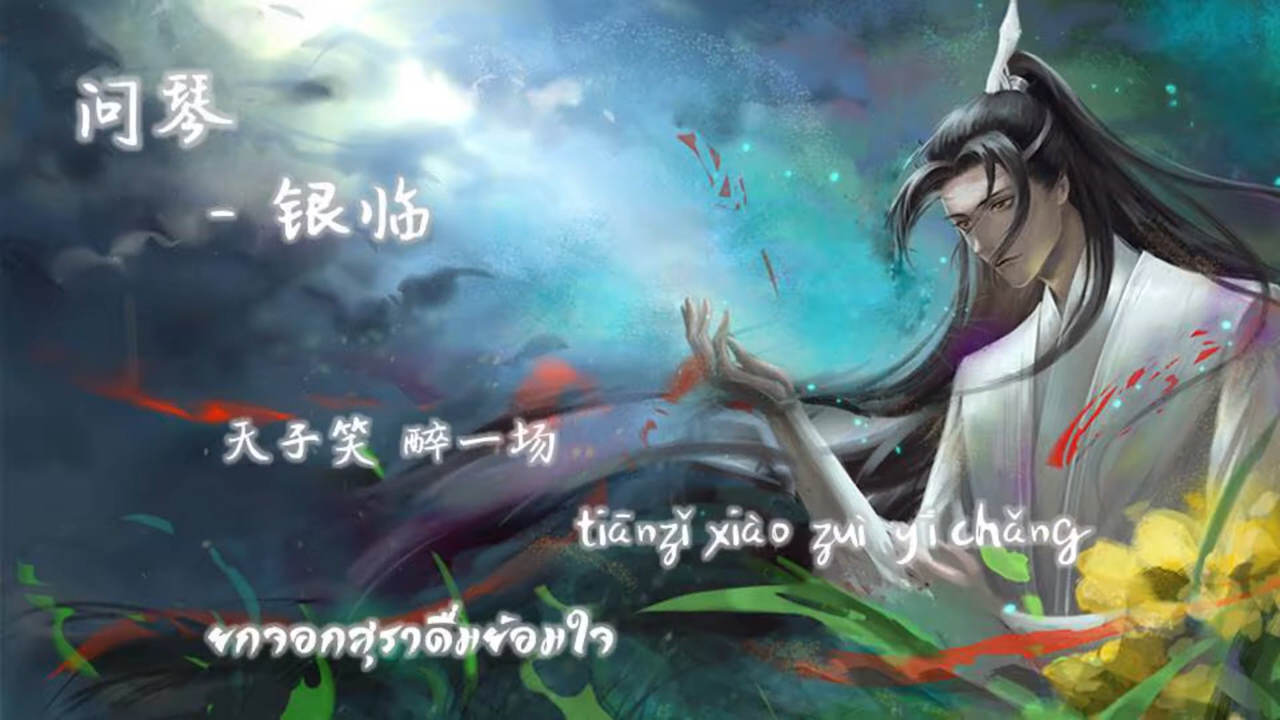 问琴
- 银临
天子笑 醉一场
tiānzǐ xiào zuì yī chǎng
ยกจอกสุราดื่มย้อมใจ